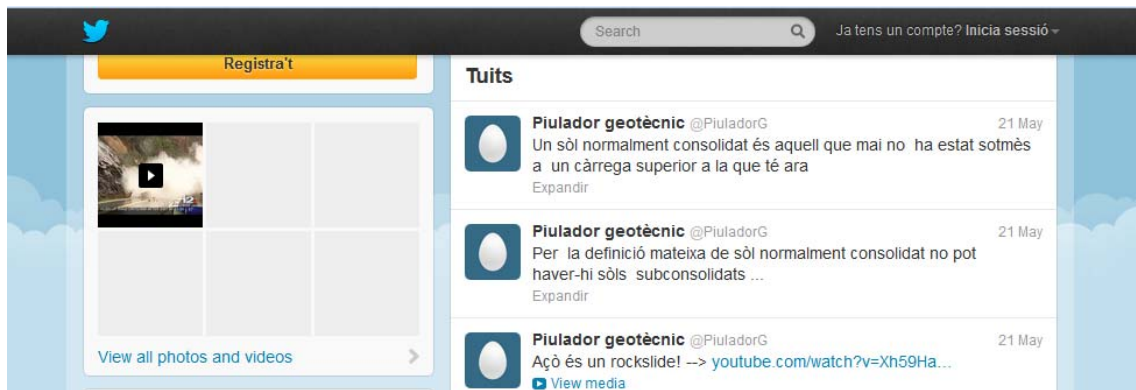 Search
Ja tens un compte? Inicia sessió
Registra't
Tuits
Piulador geotècnic @PiuladorG 21 May
Un sòl normalment consolidat és aquell que mai no ha estat sotmès
a un càrrega superior a la que té ara
Expandir
Piulador geotècnic @PiuladorG 21 May
Per la definició mateixa de sòl normalment consolidat no pot
haver-hi sòls subconsolidats ...
Expandir
View all photos and videos
Piulador geotècnic @PiuladorG 21 May
Açò és un rockslide! --> youtube.com/watch?v=Xh59Ha...
View media